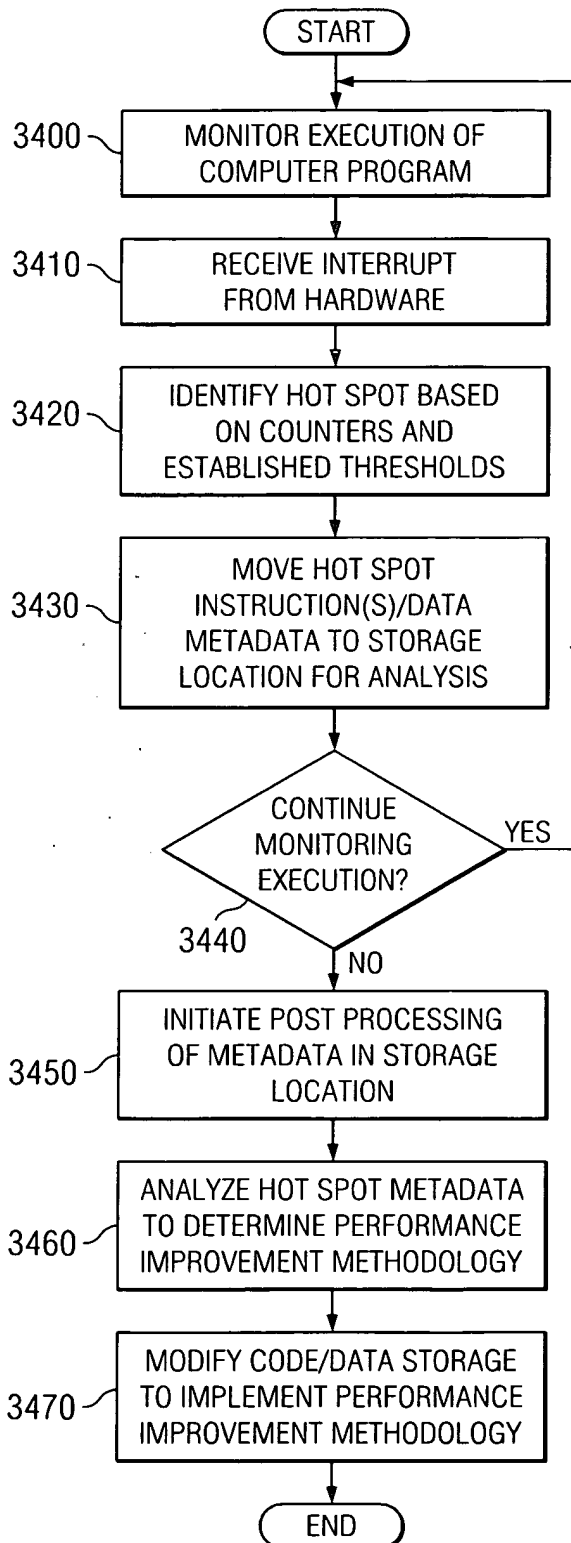 START
3400
MONITOR EXECUTION OF
COMPUTER PROGRAM
3410
RECEIVE INTERRUPT
FROM HARDWARE
3420
IDENTIFY HOT SPOT BASED
ON COUNTERS AND
ESTABLISHED THRESHOLDS
3430
MOVE HOT SPOT
INSTRUCTION(S)/DATA
METADATA TO STORAGE
LOCATION FOR ANALYSIS
CONTINUE
MONITORING
EXECUTION?
YES
3440
NO
3450
INITIATE POST PROCESSING
OF METADATA IN STORAGE
LOCATION
3460
ANALYZE HOT SPOT METADATA
TO DETERMINE PERFORMANCE
IMPROVEMENT METHODOLOGY
3470
MODIFY CODE/DATA STORAGE
TO IMPLEMENT PERFORMANCE
IMPROVEMENT METHODOLOGY
END